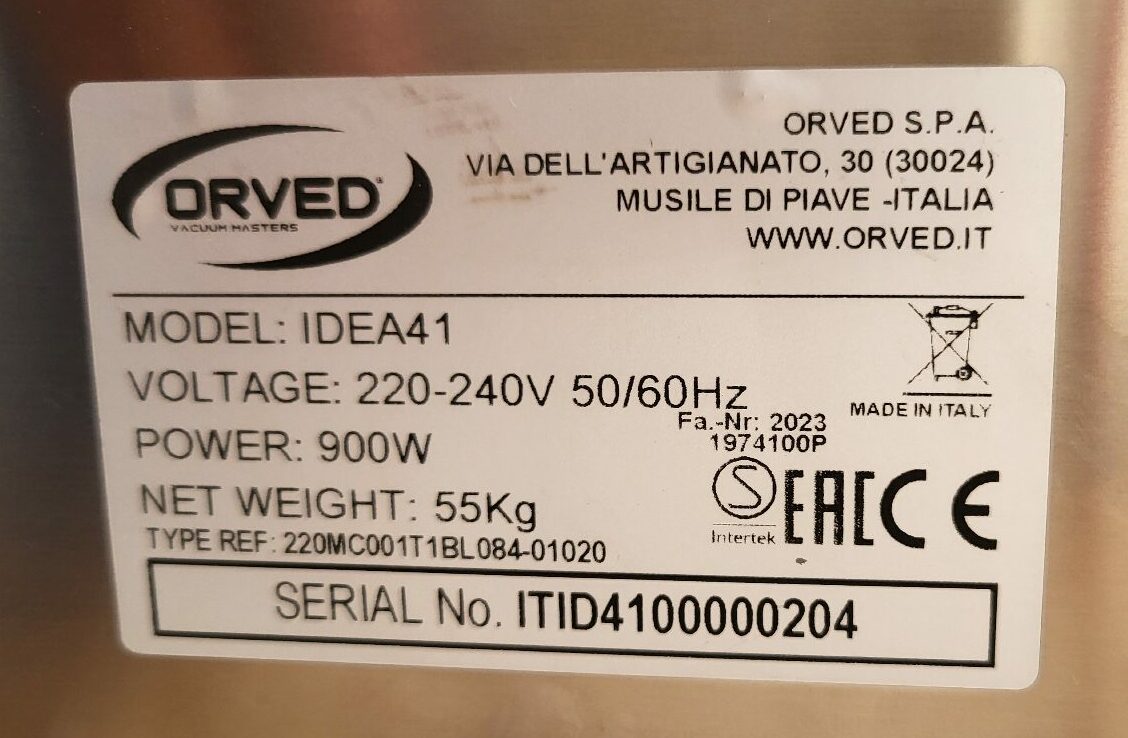 ORVED
VACUUM MASTERS
ORVED S.P.A.
VIA DELL'ARTIGIANATO, 30 (30024)
MUSILE DI PIAVE -ITALIA
WWW.ORVED.IT
MODEL: IDEA41
VOLTAGE: 220-240V 50/60Hz
POWER: 900W
NET WEIGHT: 55Kg
TYPE REF: 220MC001T1BL084-01020
MADE IN ITALY
Fa.-Nr: 2023
1974100P
S
Intertek
EAC CE
SERIAL No. ITID4100000204